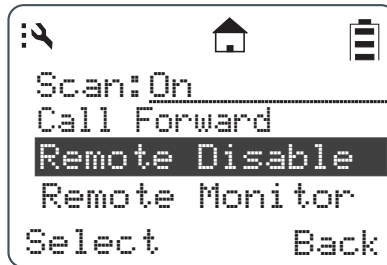 Scan:On
Call Forward
Remote Disable
Remote Monitor
Select Back